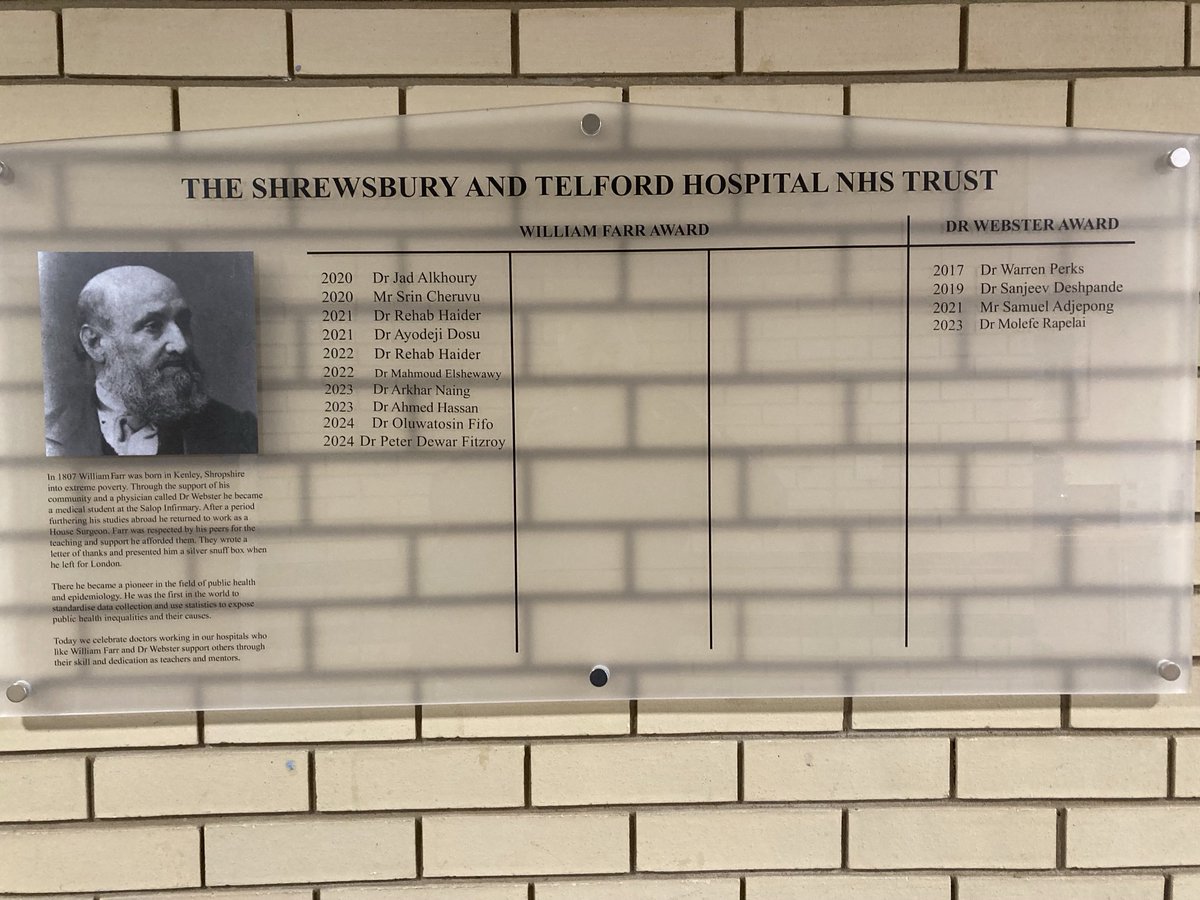 THE SHREWSBURY AND TELFORD HOSPITAL NHS TRUST
WILLIAM FARR AWARD
2020 Dr Jad Alkhoury
2020 Mr Srin Cheruvu
2021 Dr Rehab Haider
2021 Dr Ayodeji Dosu
2022 Dr Rehab Haider
2022 Dr Mahmoud Elshewawy
2023 Dr Arkhar Naing
2023 Dr Ahmed Hassan
2024 Dr Oluwatosin Fifo
2024 Dr Peter Dewar Fitzroy
DR WEBSTER AWARD
2017 Dr Warren Perks
2019 Dr Sanjeev Deshpande
2021 Mr Samuel Adjepong
2023 Dr Molefe Rapelai
In 1807 William Farr was born in Kenley, Shropshire
into extreme poverty. Through the support of his
community and a physician called Dr Webster he became
a medical student at the Salop Infirmary. After a period
furthering his studies abroad he returned to work as a
House Surgeon. Farr was respected by his peers for the
teaching and support he afforded them. They wrote a
letter of thanks and presented him a silver snuff box when
he left for London.
There he became a pioneer in the field of public health
and epidemiology. He was the first in the world to
standardise data collection and use statistics to expose
public health inequalities and their causes.
Today we celebrate doctors working in our hospitals who
like William Farr and Dr Webster support others through
their skill and dedication as teachers and mentors.